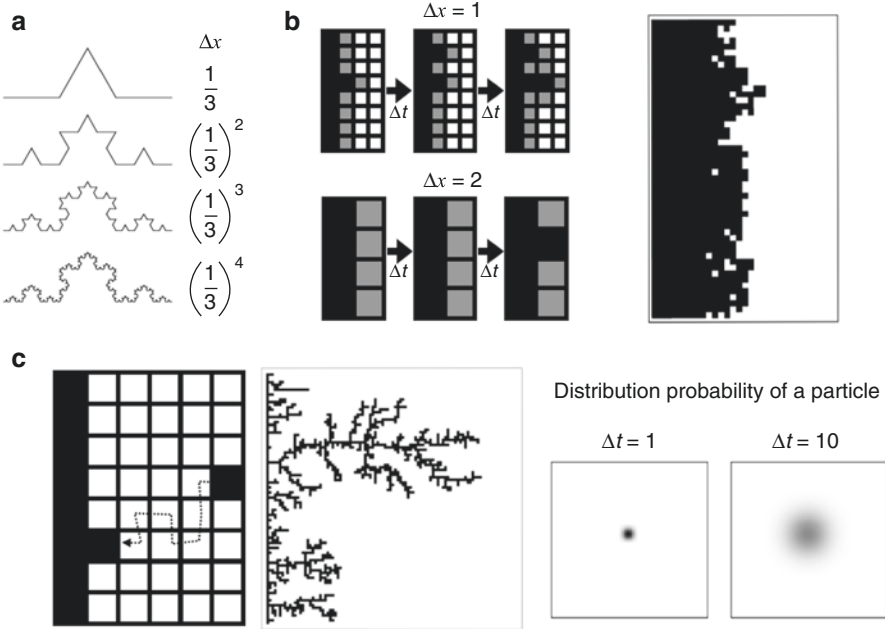 a
Δx
1/3
(1/3)^2
(1/3)^3
(1/3)^4
b
Δx = 1
Δt
Δt
Δx = 2
Δt
Δt
c
Distribution probability of a particle
Δt = 1
Δt = 10